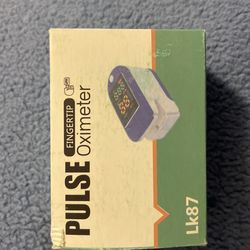 FINGERTIP
PULSE
Oximeter
Lk87